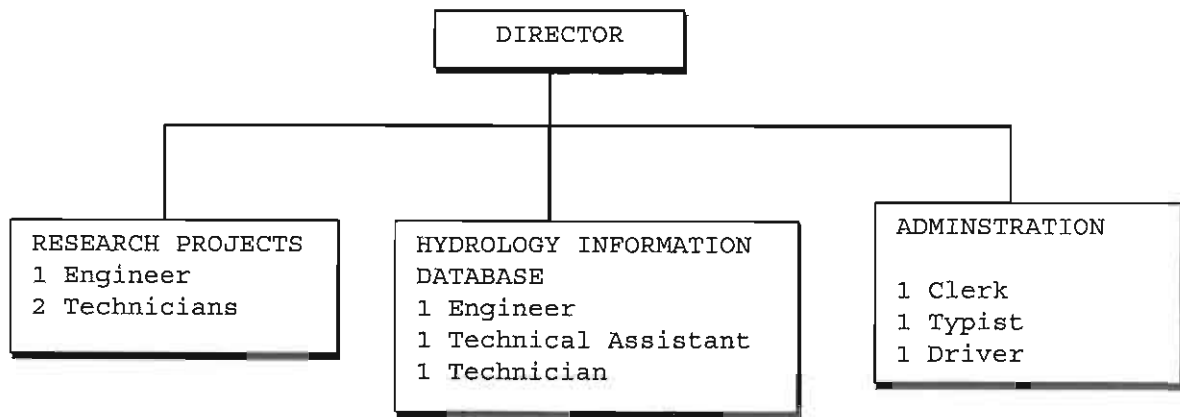 DIRECTOR
RESEARCH PROJECTS
1 Engineer
2 Technicians
HYDROLOGY INFORMATION
DATABASE
1 Engineer
1 Technical Assistant
1 Technician
ADMINSTRATION
1 Clerk
1 Typist
1 Driver